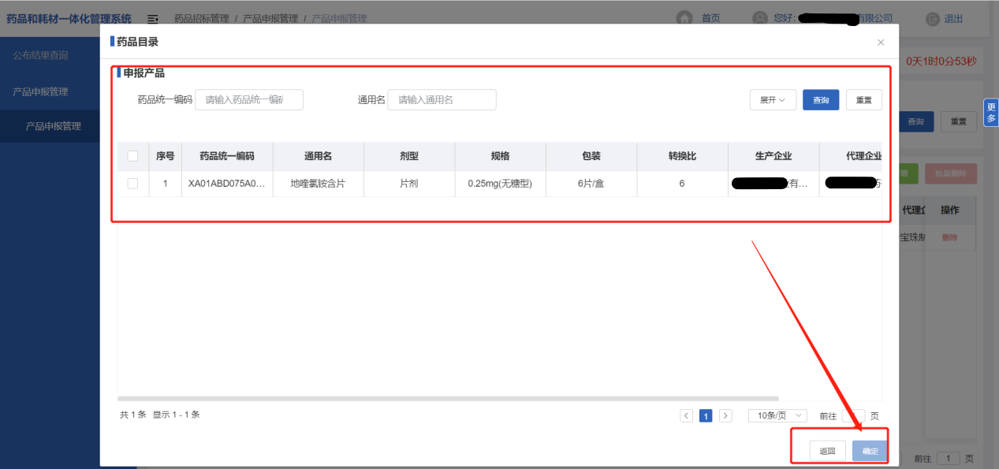 药品和耗材一体化管理系统 药品招标管理 / 产品申报管理 / 产品申报管理 首页 您好: 有限公司 退出
药品目录
公布结果查询
产品申报管理
产品申报管理
0天1时0分53秒
申报产品
药品统一编码 请输入药品统一编码 通用名 请输入通用名 展开 查询 重置
查询 重置
更多
序号 药品统一编码 通用名 剂型 规格 包装 转换比 生产企业 代理企业
1 XA01ABD075A0... 地喹氯铵含片 片剂 0.25mg(无糖型) 6片/盒 6 有...
增 批量删除
代理企 操作
宝珠制 删除
共 1 条 显示 1 - 1 条 1 10条/页 前往 页
返回 确定
前往 1 页